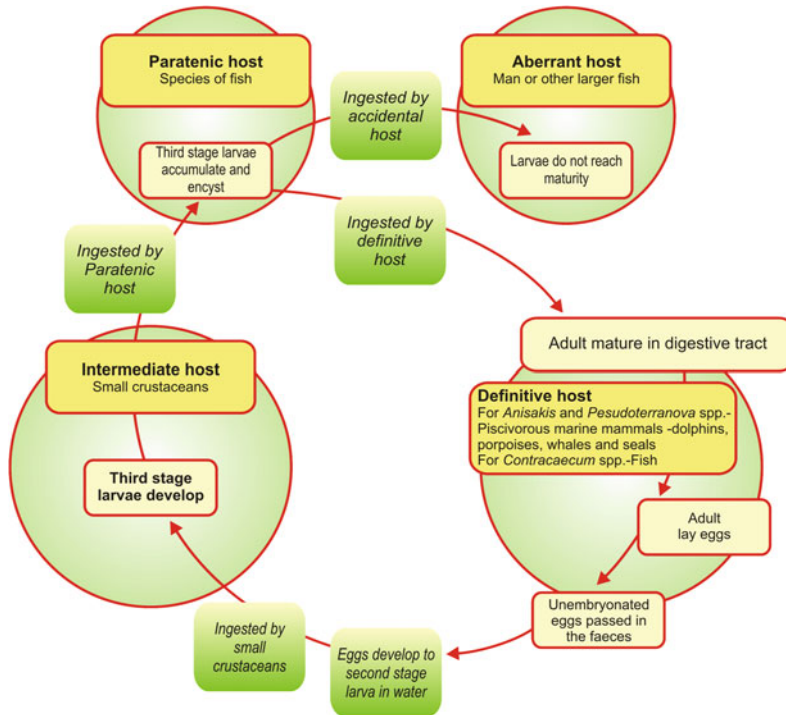 Paratenic host
Species of fish
Third stage larvae
accumulate and
encyst
Ingested by
accidental
host
Aberrant host
Man or other larger fish
Larvae do not reach
maturity
Ingested by
definitive
host
Ingested by
Paratenic
host
Adult mature in digestive tract
Definitive host
For Anisakis and Pesudoterranova spp.-
Piscivorous marine mammals -dolphins,
porpoises, whales and seals
For Contracaecum spp.-Fish
Adult
lay eggs
Unembryonated
eggs passed in
the faeces
Eggs develop to
second stage
larva in water
Ingested by
small
crustaceans
Intermediate host
Small crustaceans
Third stage
larvae develop